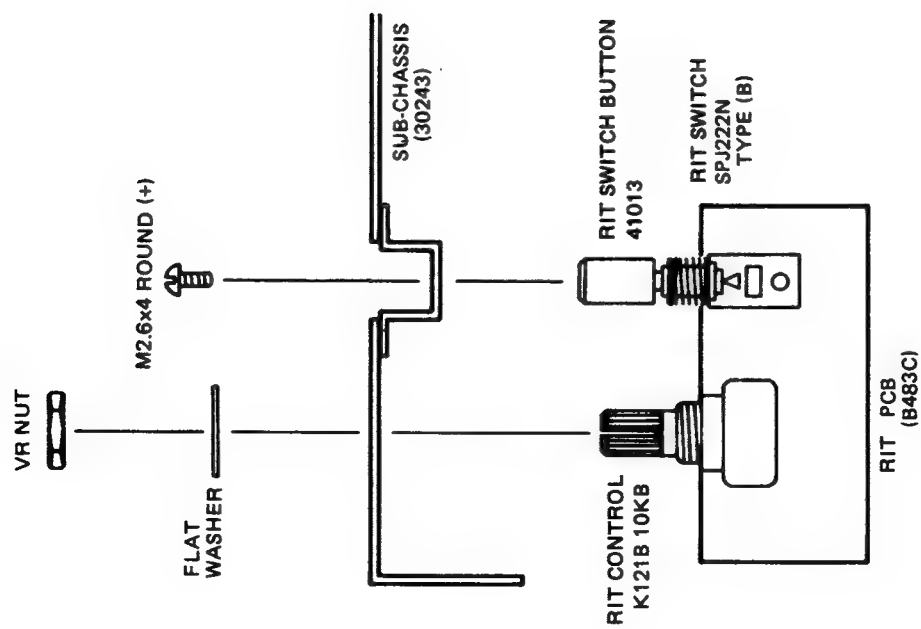 VR NUT
FLAT
WASHER
M2.6x4 ROUND (+)
SUB-CHASSIS
(30243)
RIT CONTROL
K121B 10KB
RIT SWITCH BUTTON
41013
RIT SWITCH
SPJ222N
TYPE (B)
RIT PCB
(B483C)